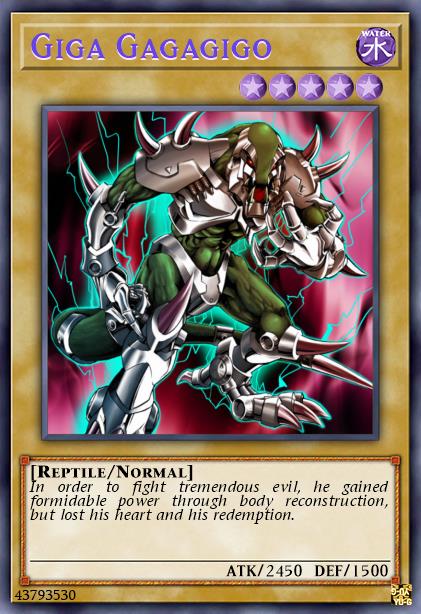 Giga Gagagigo
WATER
水
[Reptile/Normal]
In order to fight tremendous evil, he gained
formidable power through body reconstruction,
but lost his heart and his redemption.
ATK/2450 DEF/1500
43793530